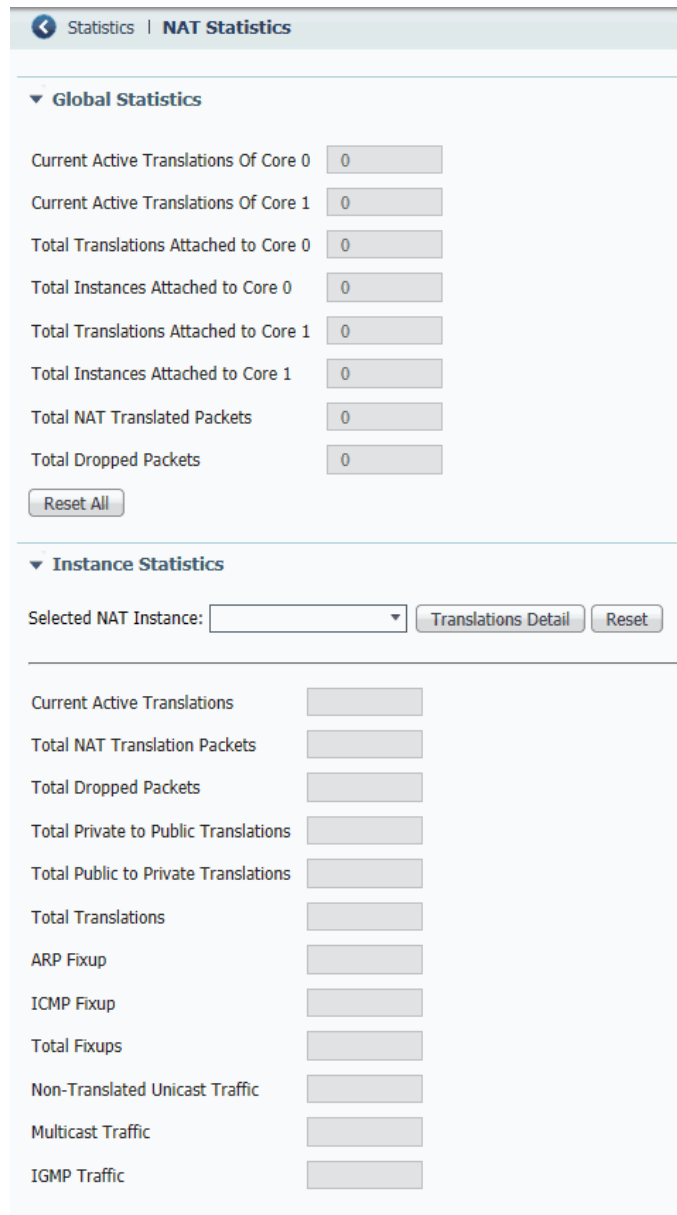 Statistics | NAT Statistics
Global Statistics
Current Active Translations Of Core 0 0
Current Active Translations Of Core 1 0
Total Translations Attached to Core 0 0
Total Instances Attached to Core 0 0
Total Translations Attached to Core 1 0
Total Instances Attached to Core 1 0
Total NAT Translated Packets 0
Total Dropped Packets 0
Reset All
Instance Statistics
Selected NAT Instance: Translations Detail Reset
Current Active Translations
Total NAT Translation Packets
Total Dropped Packets
Total Private to Public Translations
Total Public to Private Translations
Total Translations
ARP Fixup
ICMP Fixup
Total Fixups
Non-Translated Unicast Traffic
Multicast Traffic
IGMP Traffic